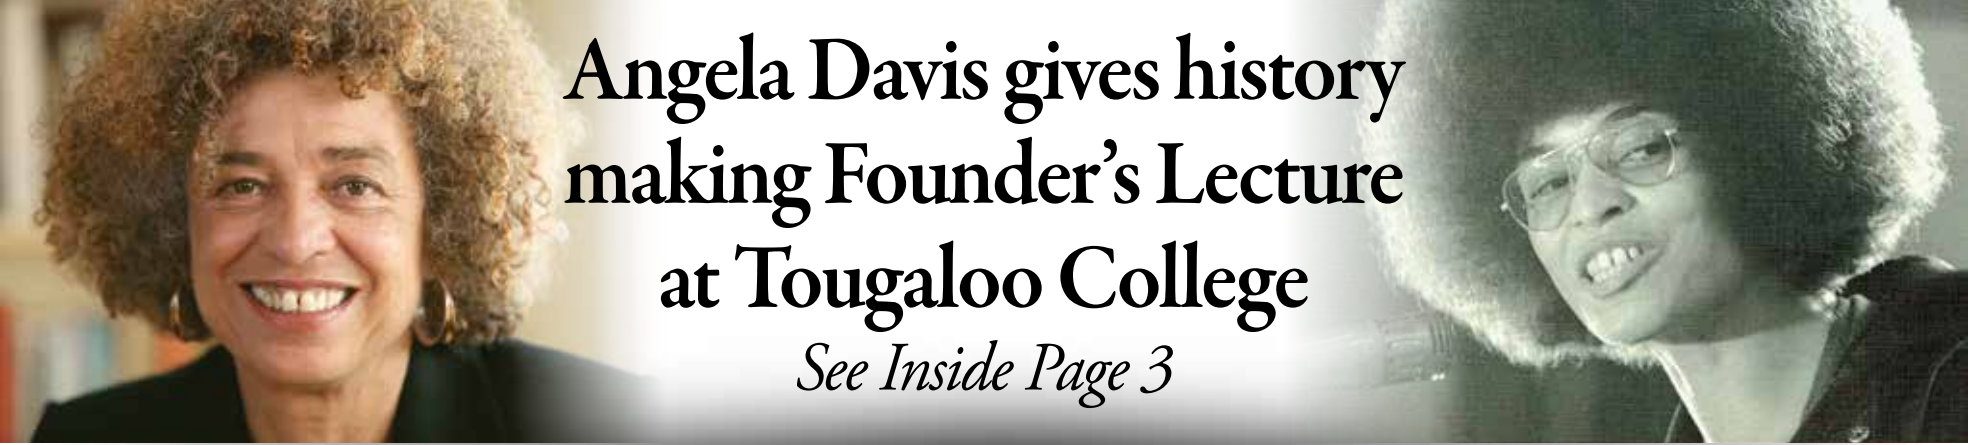 Angela Davis gives history
making Founder’s Lecture
at Tougaloo College
See Inside Page 3